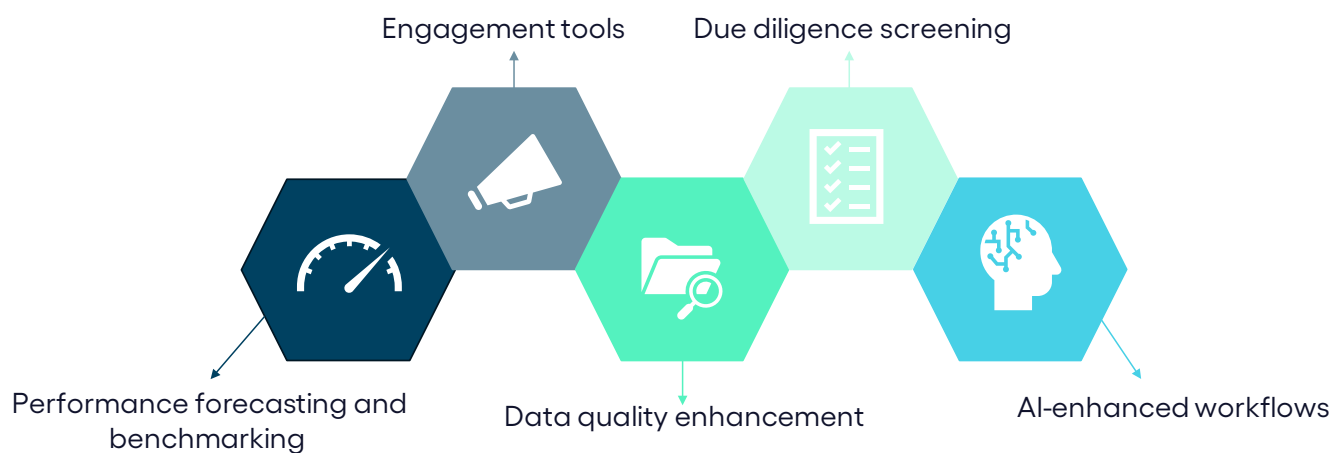 Engagement tools
Due diligence screening
Performance forecasting and
benchmarking
Data quality enhancement
AI-enhanced workflows